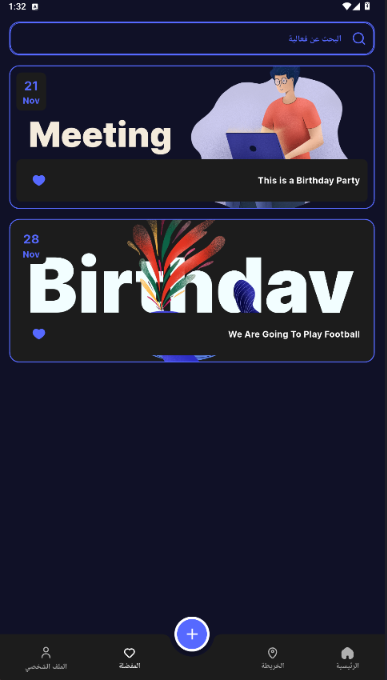 1:32
البحث عن فعالية
21
Nov
Meeting
This is a Birthday Party
28
Nov
Birthday
We Are Going To Play Football
الرئيسية
الخريطة
المفضلة
الملف الشخصي